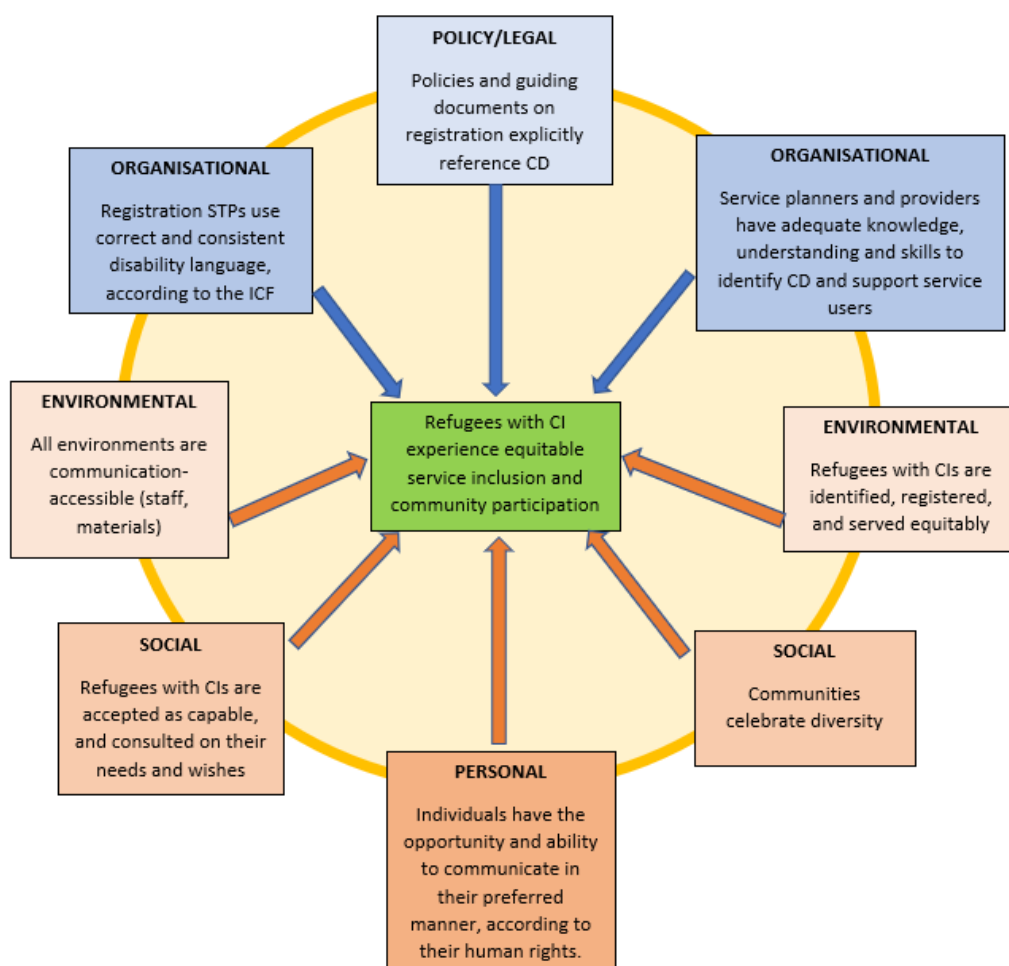 POLICY/LEGAL
Policies and guiding
documents on
registration explicitly
reference CD
ORGANISATIONAL
Registration STPs use
correct and consistent
disability language,
according to the ICF
ORGANISATIONAL
Service planners and providers
have adequate knowledge,
understanding and skills to
identify CD and support service
users
ENVIRONMENTAL
All environments are
communication-
accessible (staff,
materials)
Refugees with CI
experience equitable
service inclusion and
community participation
ENVIRONMENTAL
Refugees with CIs are
identified, registered,
and served equitably
SOCIAL
Refugees with CIs are
accepted as capable,
and consulted on their
needs and wishes
SOCIAL
Communities
celebrate diversity
PERSONAL
Individuals have the
opportunity and ability
to communicate in
their preferred
manner, according to
their human rights.